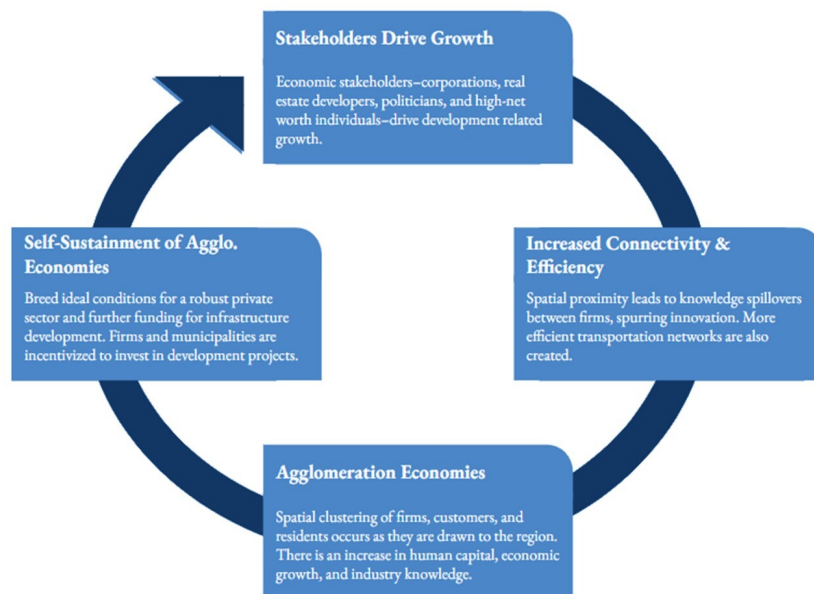 Stakeholders Drive Growth
Economic stakeholders–corporations, real
estate developers, politicians, and high-net
worth individuals–drive development related
growth.
Increased Connectivity &
Efficiency
Spatial proximity leads to knowledge spillovers
between firms, spurring innovation. More
efficient transportation networks are also
created.
Agglomeration Economies
Spatial clustering of firms, customers, and
residents occurs as they are drawn to the region.
There is an increase in human capital, economic
growth, and industry knowledge.
Self-Sustainment of Agglo.
Economies
Breed ideal conditions for a robust private
sector and further funding for infrastructure
development. Firms and municipalities are
incentivized to invest in development projects.